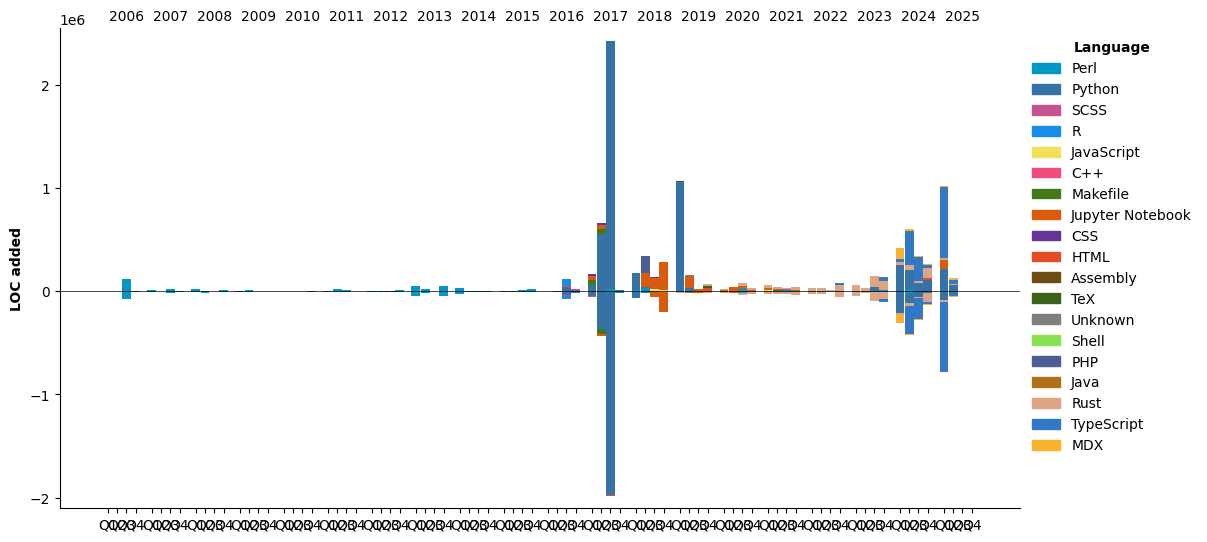 2006 2007 2008 2009 2010 2011 2012 2013 2014 2015 2016 2017 2018 2019 2020 2021 2022 2023 2024 2025
1e6
Language
Perl
Python
SCSS
R
JavaScript
C++
Makefile
Jupyter Notebook
CSS
HTML
Assembly
TeX
Unknown
Shell
PHP
Java
Rust
TypeScript
MDX
LOC added
2
1
0
−1
−2